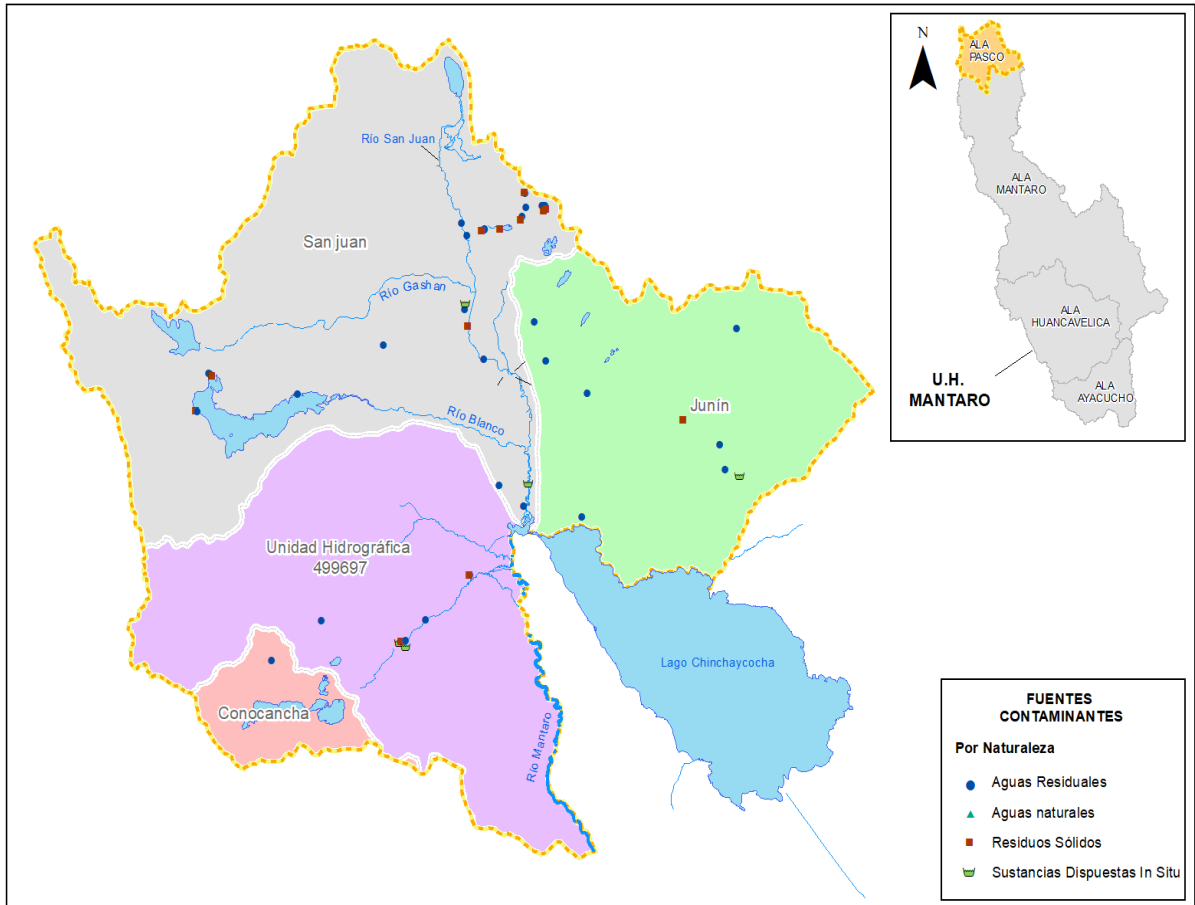 Río San Juan
San juan
Río Gashan
Junín
Río Blanco
Unidad Hidrográfica
499697
Lago Chinchaycocha
Conocancha
Río Mantaro
N
ALA
PASCO
ALA
MANTARO
ALA
HUANCAVELICA
U.H.
MANTARO
ALA
AYACUCHO
FUENTES
CONTAMINANTES
Por Naturaleza
Aguas Residuales
Aguas naturales
Residuos Sólidos
Sustancias Dispuestas In Situ